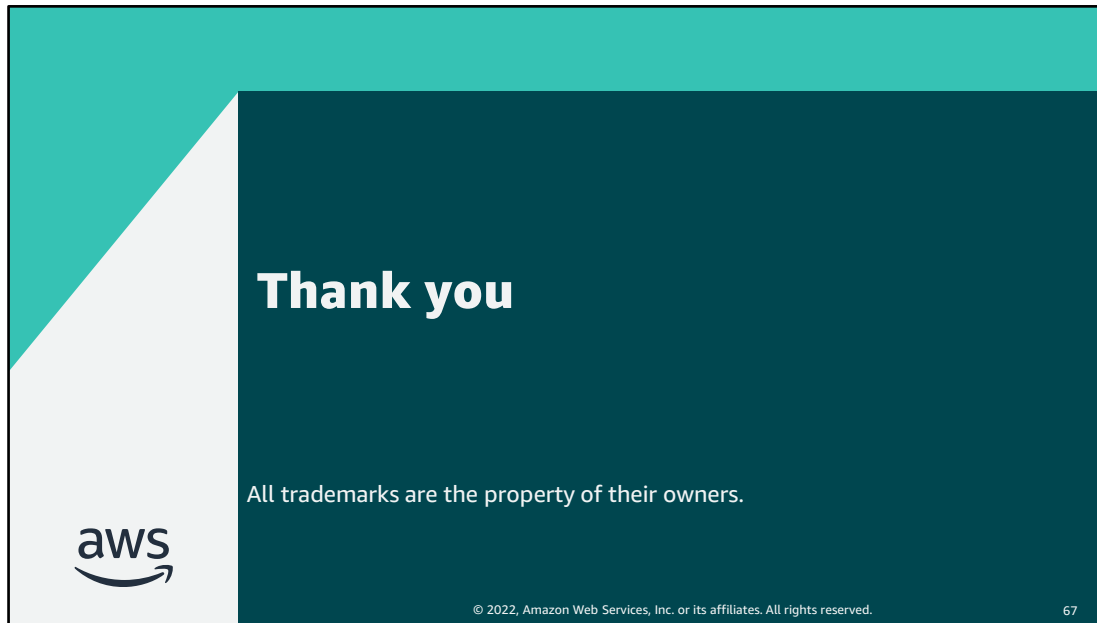 Thank you
All trademarks are the property of their owners.
aws
© 2022, Amazon Web Services, Inc. or its affiliates. All rights reserved.
67